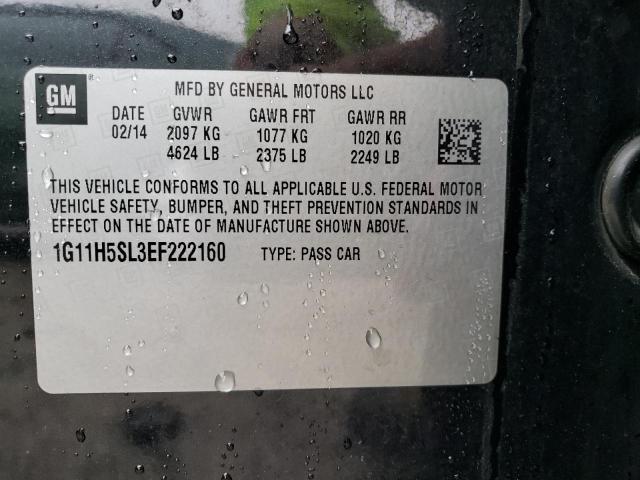 GM ®
MFD BY GENERAL MOTORS LLC
DATE GVWR GAWR FRT GAWR RR
02/14 2097 KG 1077 KG 1020 KG
4624 LB 2375 LB 2249 LB
THIS VEHICLE CONFORMS TO ALL APPLICABLE U.S. FEDERAL MOTOR
VEHICLE SAFETY, BUMPER, AND THEFT PREVENTION STANDARDS IN
EFFECT ON THE DATE OF MANUFACTURE SHOWN ABOVE.
1G11H5SL3EF222160 TYPE: PASS CAR